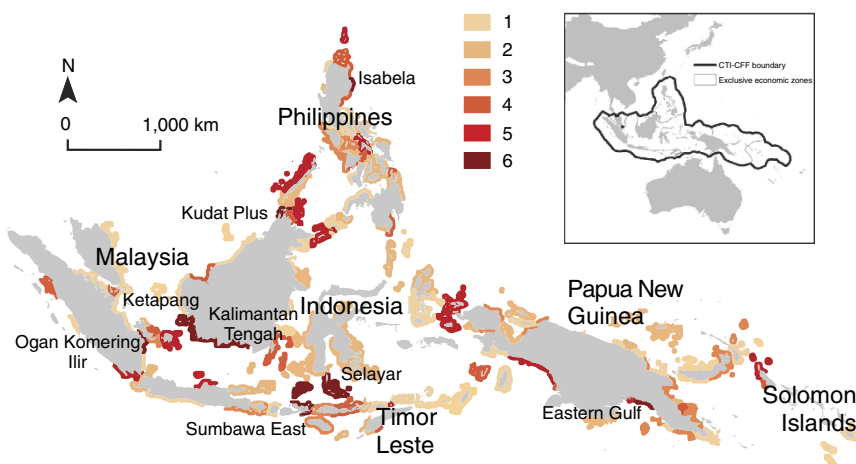 1
2
3
4
5
6
CTI-CFF boundary
Exclusive economic zones
N
0
1,000 km
Isabela
Philippines
Kudat Plus
Malaysia
Ketapang
Kalimantan
Tengah
Indonesia
Ogan Komering
Ilir
Papua New
Guinea
Selayar
Sumbawa East
Timor
Leste
Eastern Gulf
Solomon
Islands